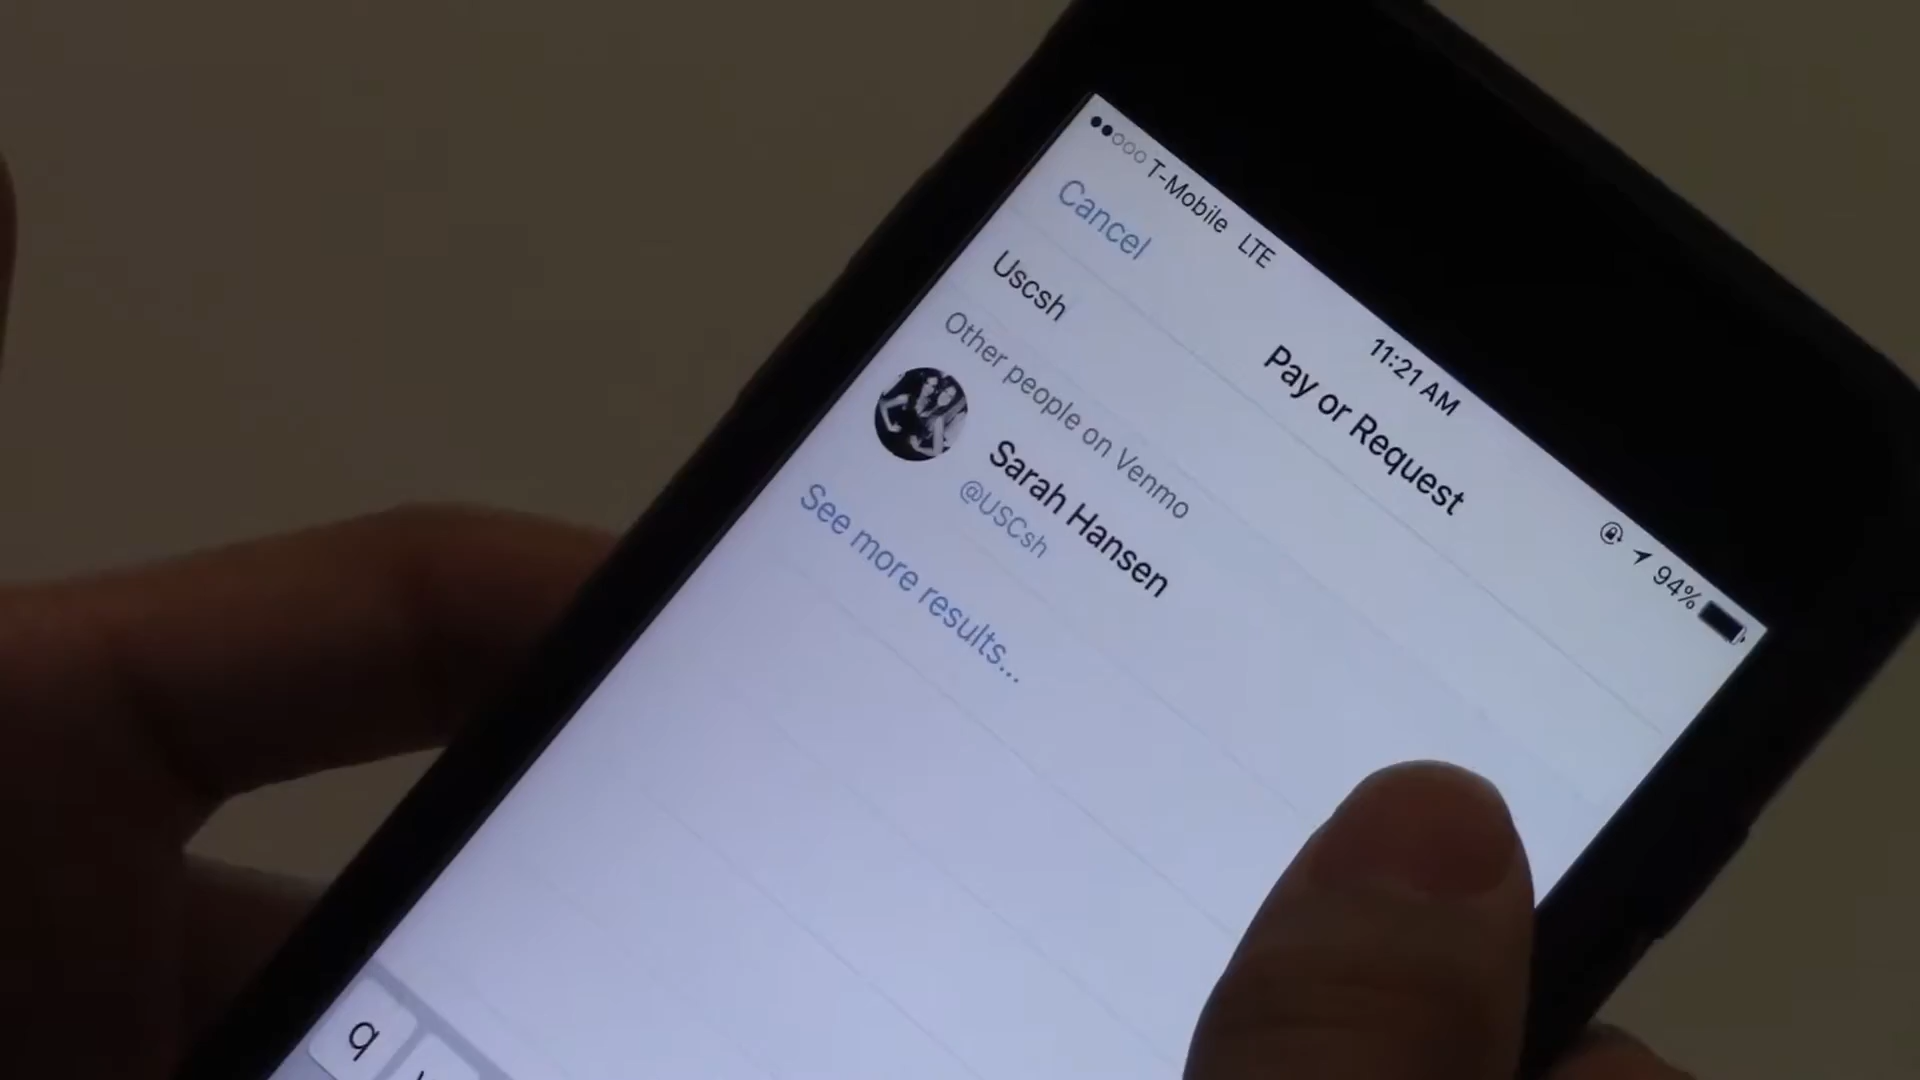 T-Mobile LTE 11:21 AM 94%
Cancel Pay or Request
Uscsh
Other people on Venmo
Sarah Hansen
@USCsh
See more results...
q